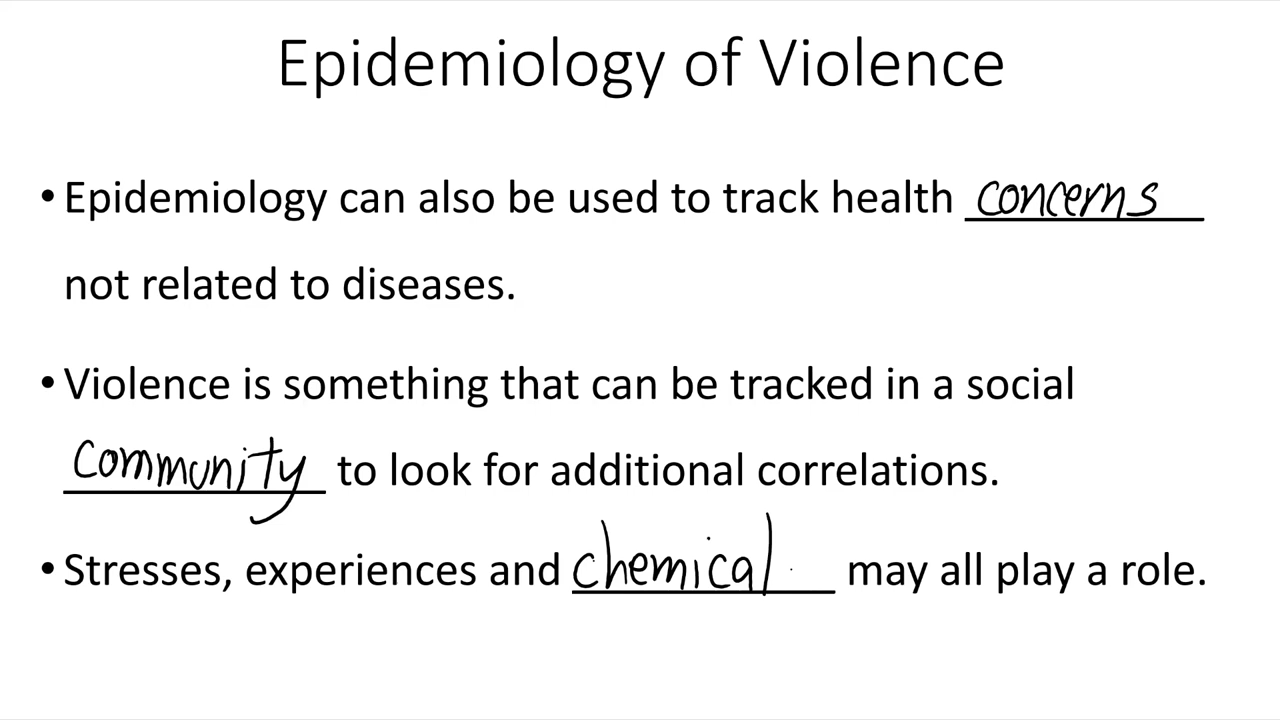 Epidemiology of Violence
•Epidemiology can also be used to track health concerns
not related to diseases.
•Violence is something that can be tracked in a social
community to look for additional correlations.
•Stresses, experiences and chemical may all play a role.